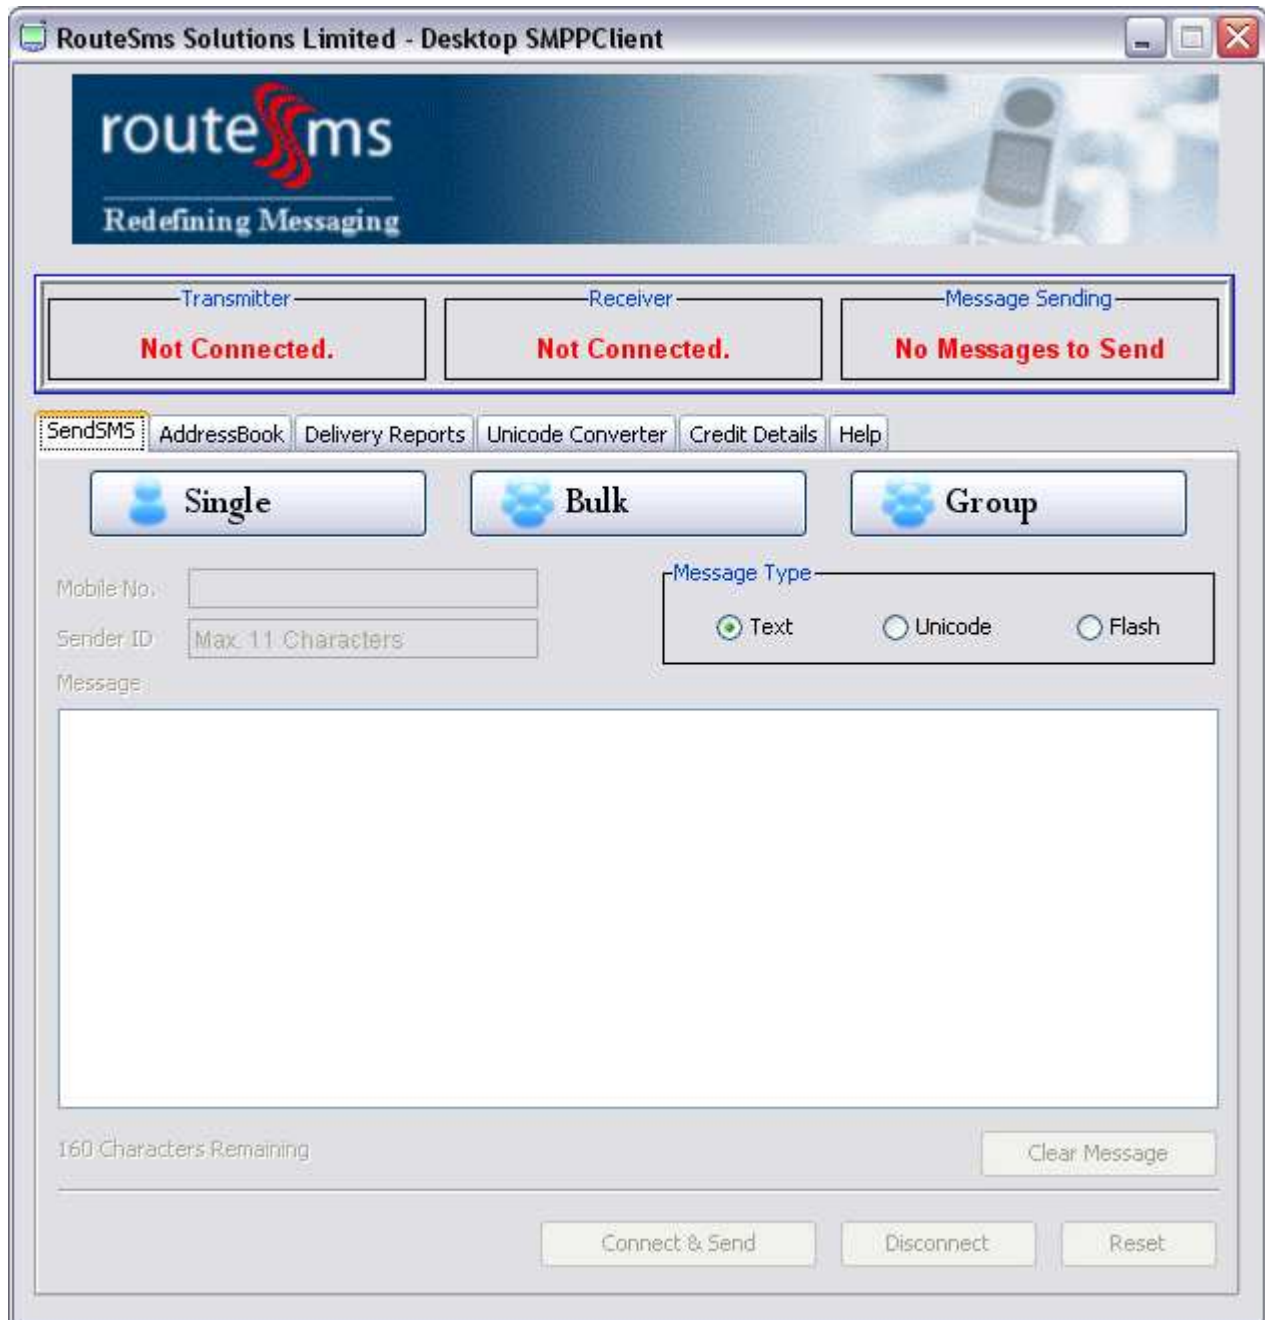 RouteSms Solutions Limited - Desktop SMPPClient
routeSms
Redefining Messaging
Transmitter Receiver Message Sending
Not Connected. Not Connected. No Messages to Send
SendSMS AddressBook Delivery Reports Unicode Converter Credit Details Help
Single Bulk Group
Message Type
Mobile No.
Text Unicode Flash
Sender ID Max. 11 Characters
Message
160 Characters Remaining Clear Message
Connect & Send Disconnect Reset